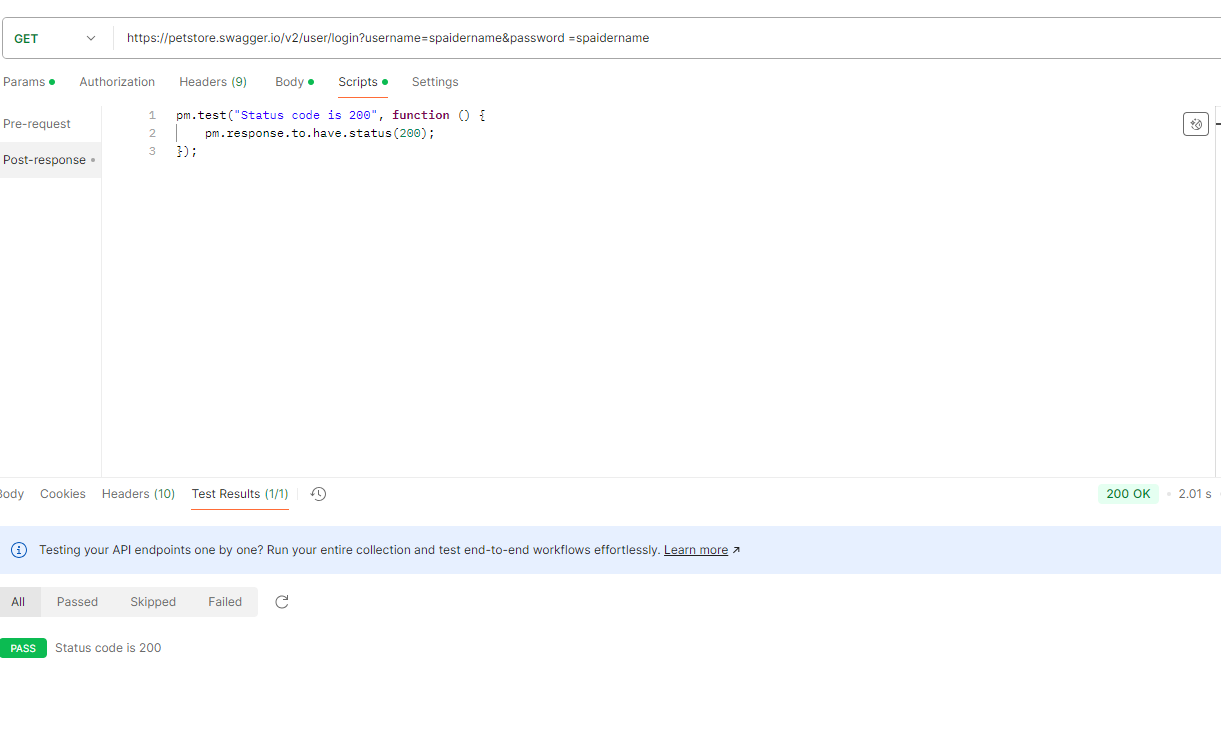 GET https://petstore.swagger.io/v2/user/login?username=spaidername&password =spaidername
Params Authorization Headers (9) Body Scripts Settings
Pre-request
Post-response
1 pm.test("Status code is 200", function () {
2 pm.response.to.have.status(200);
3 });
Body Cookies Headers (10) Test Results (1/1) 200 OK 2.01 s
Testing your API endpoints one by one? Run your entire collection and test end-to-end workflows effortlessly. Learn more
All Passed Skipped Failed
PASS Status code is 200